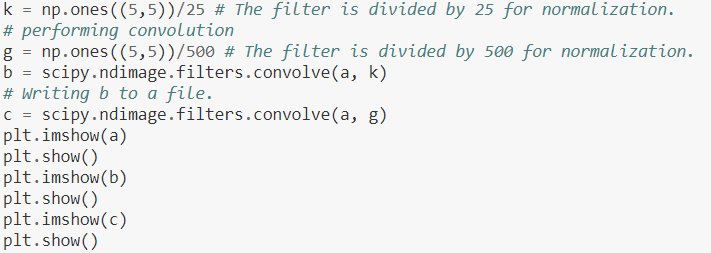 k = np.ones((5,5))/25 # The filter is divided by 25 for normalization.
# performing convolution
g = np.ones((5,5))/500 # The filter is divided by 500 for normalization.
b = scipy.ndimage.filters.convolve(a, k)
# Writing b to a file.
c = scipy.ndimage.filters.convolve(a, g)
plt.imshow(a)
plt.show()
plt.imshow(b)
plt.show()
plt.imshow(c)
plt.show()